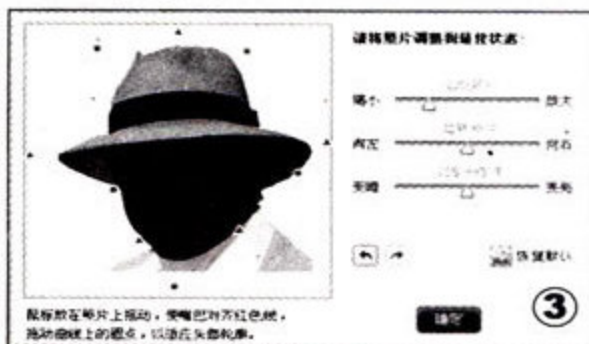 请将照片调整到最佳状态:
缩小 放大
向左 向右
变暗 变亮
恢复默认
鼠标放在照片上拖动，使嘴巴对齐红色线，
拖动曲线上的圆点，以适应头部轮廓。
确定
③